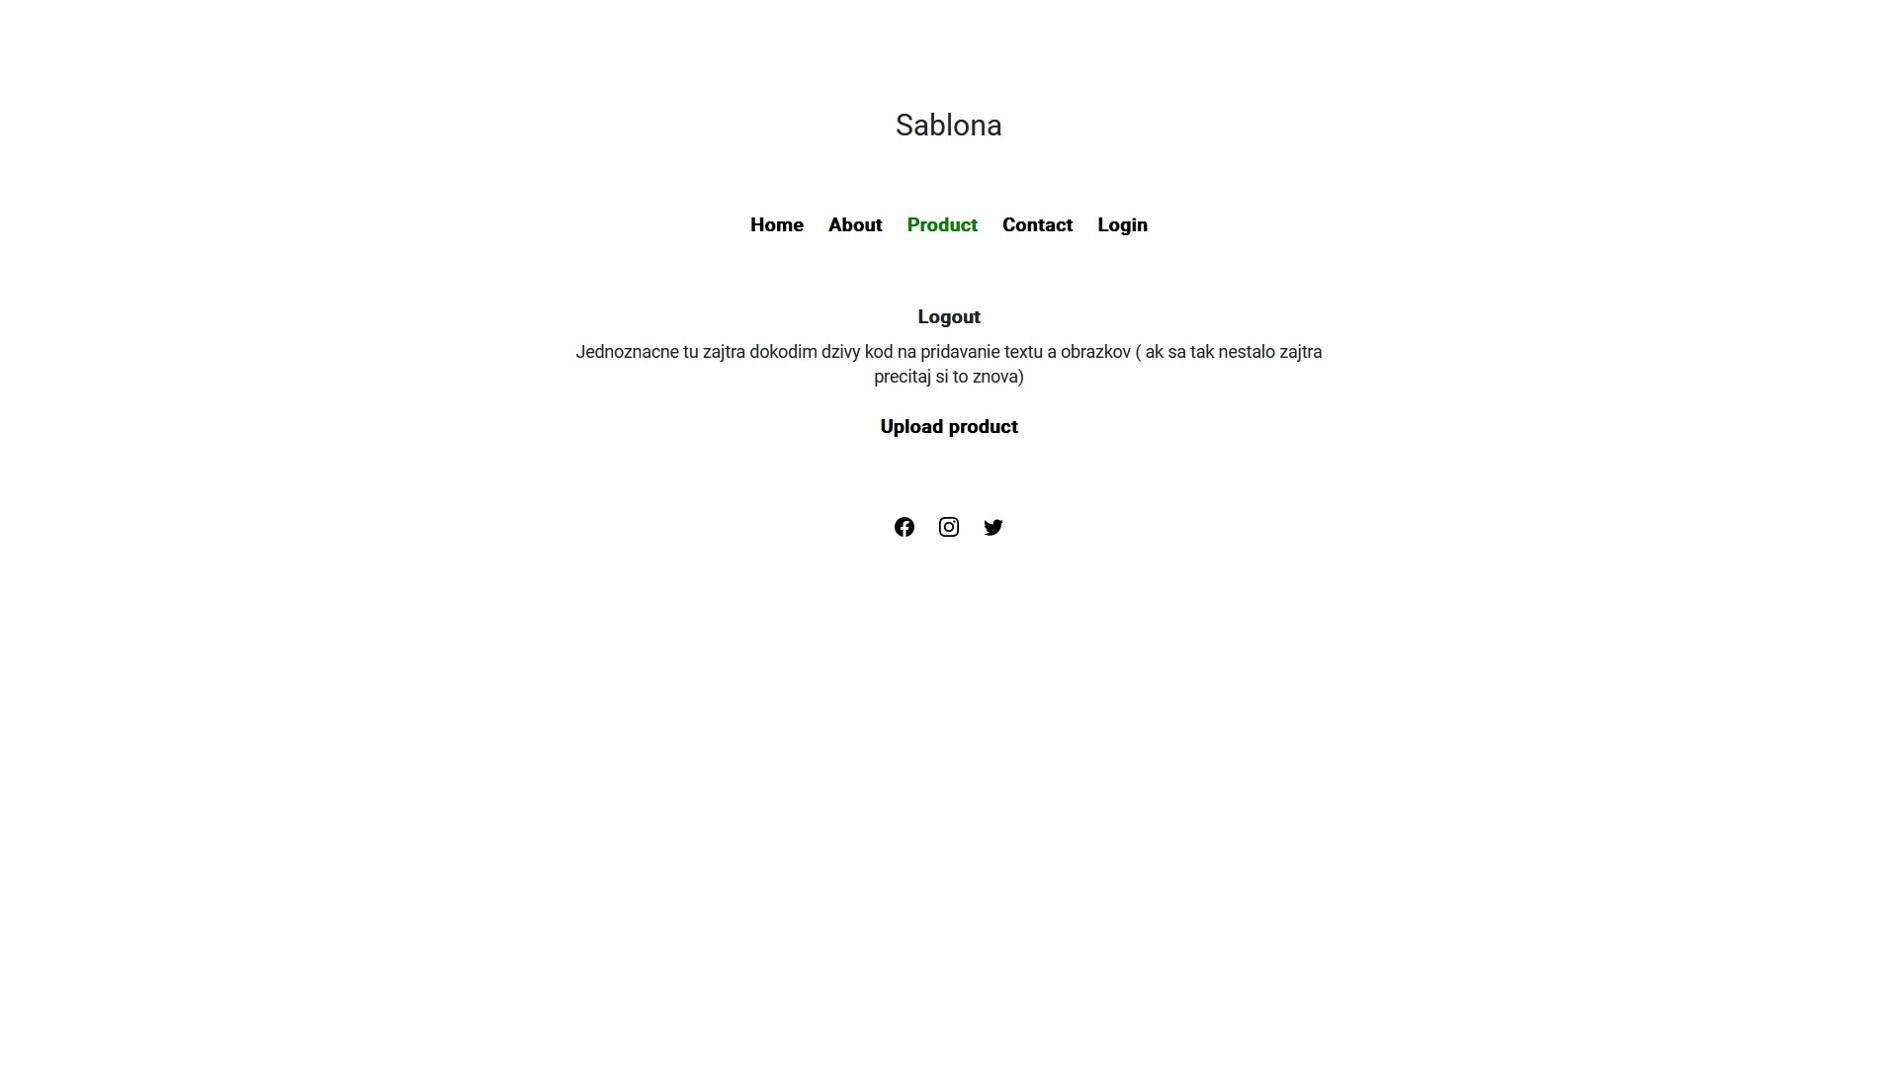 Sablona
Home About Product Contact Login
Logout
Jednoznacne tu zajtra dokodim dzivy kod na pridavanie textu a obrazkov ( ak sa tak nestalo zajtra
precitaj si to znova)
Upload product